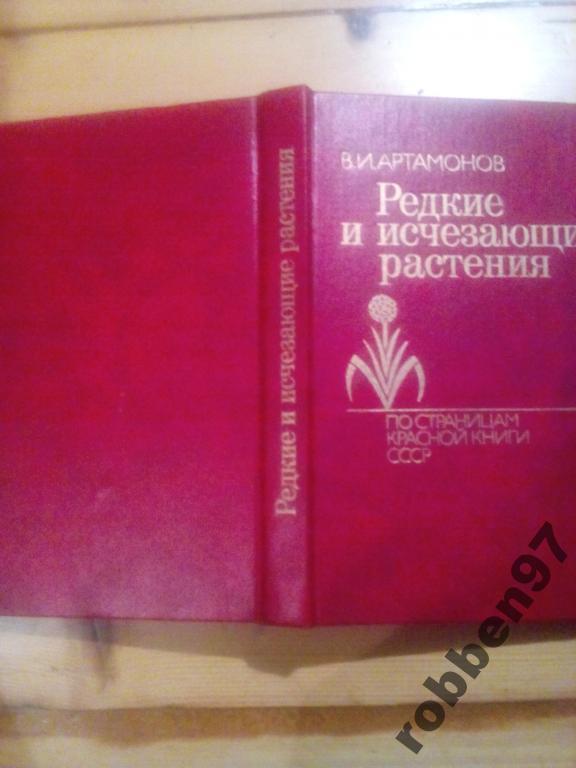 Редкие и исчезающие растения
В.И.АРТАМОНОВ
Редкие
и исчезающи
растения
ПО СТРАНИЦАМ
КРАСНОЙ КНИГИ
СССР
robben97